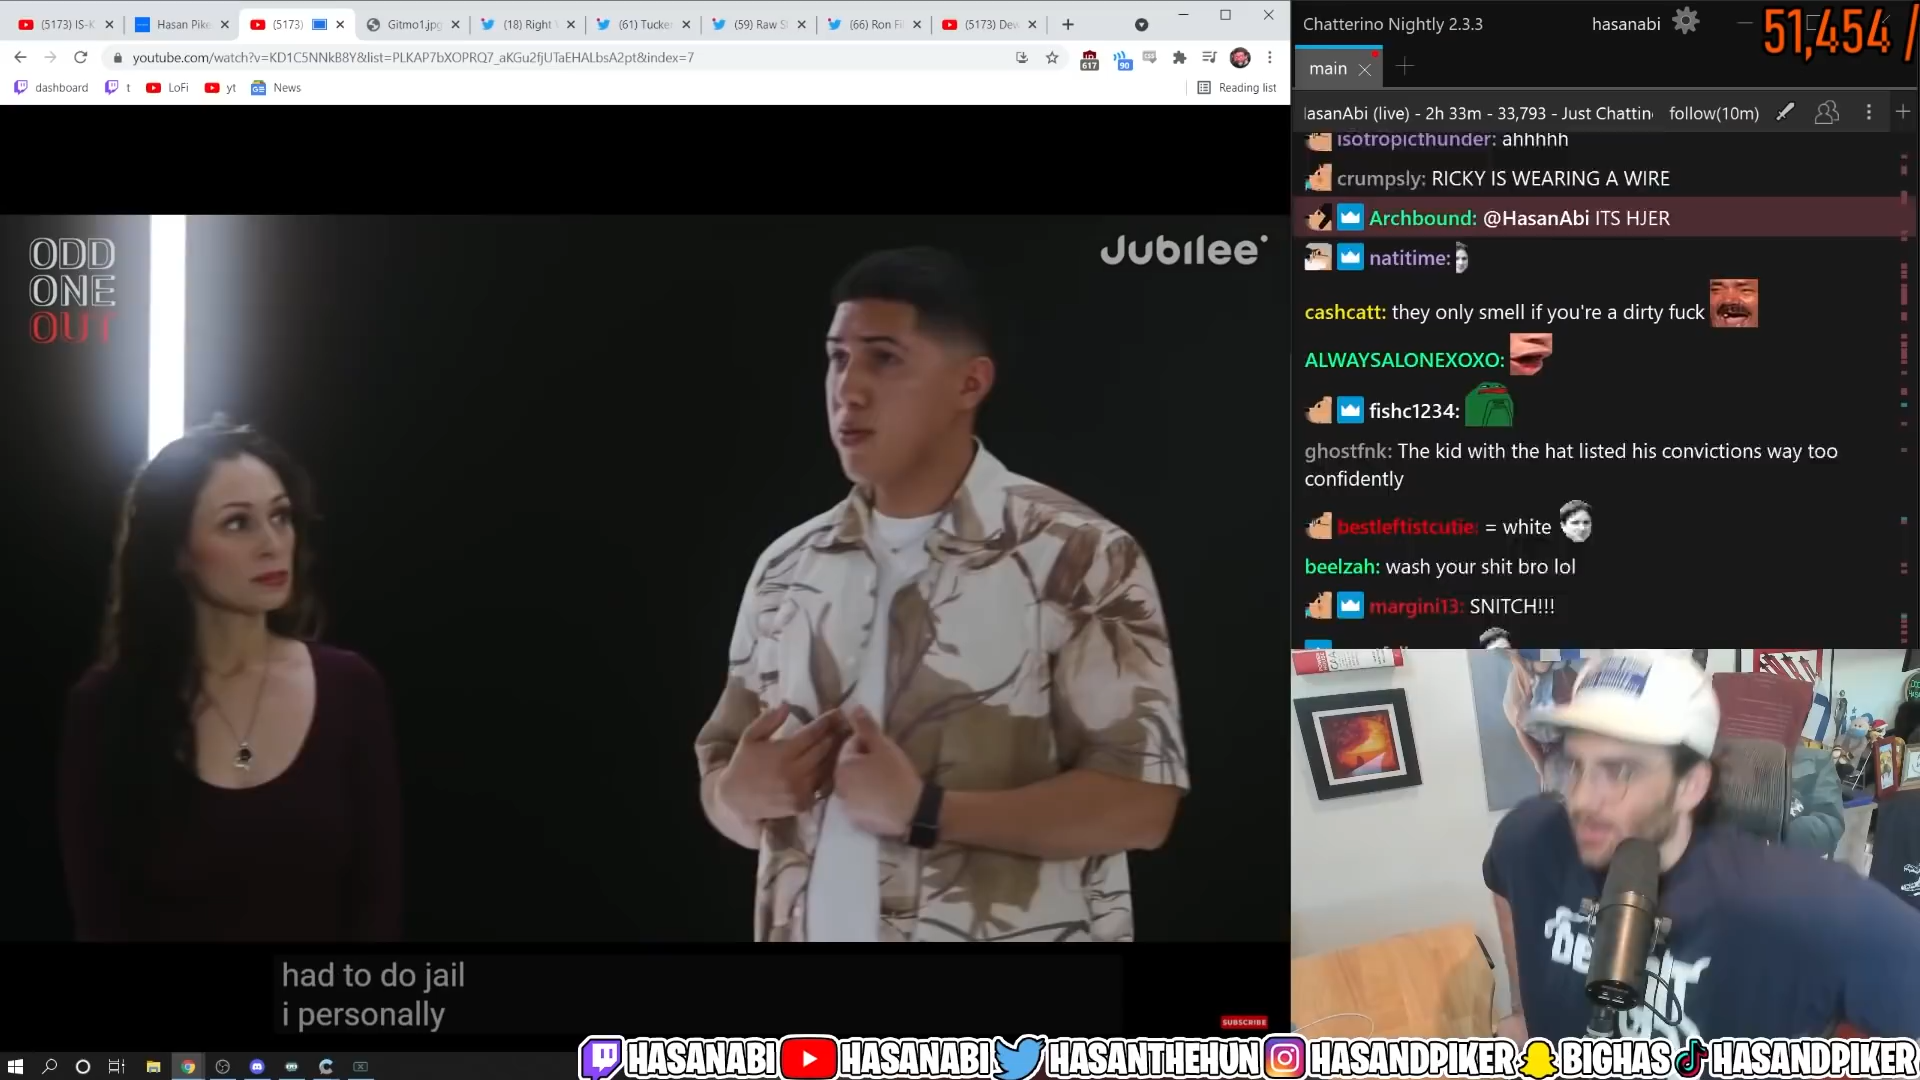 (5173) IS-K
Hasan Pike
(5173)
Gitmo1.jpg
(18) Right
(61) Tucker
(59) Raw S
(66) Ron F
(5173) Dev
youtube.com/watch?v=KD1C5NNkB8Y&list=PLKAP7bXOPRQ7_aKGu2fjUTaEHALbsA2pt&index=7
617
90
dashboard
t
LoFi
yt
News
Reading list
ODD
ONE
OUT
Jubilee
had to do jail
i personally
SUBSCRIBE
Chatterino Nightly 2.3.3
hasanabi
51,454 /
main
lasanAbi (live) - 2h 33m - 33,793 - Just Chattin
follow(10m)
isotropicthunder: ahhhhh
crumpsly: RICKY IS WEARING A WIRE
Archbound: @HasanAbi ITS HJER
natitime:
cashcatt: they only smell if you're a dirty fuck
ALWAYSALONEXOXO:
fishc1234:
ghostfnk: The kid with the hat listed his convictions way too
confidently
bestleftistcutie: = white
beelzah: wash your shit bro lol
margini13: SNITCH!!!
HASANABI
HASANABI
HASANTHEHUN
HASANDPIKER
BIGHAS
HASANDPIKER